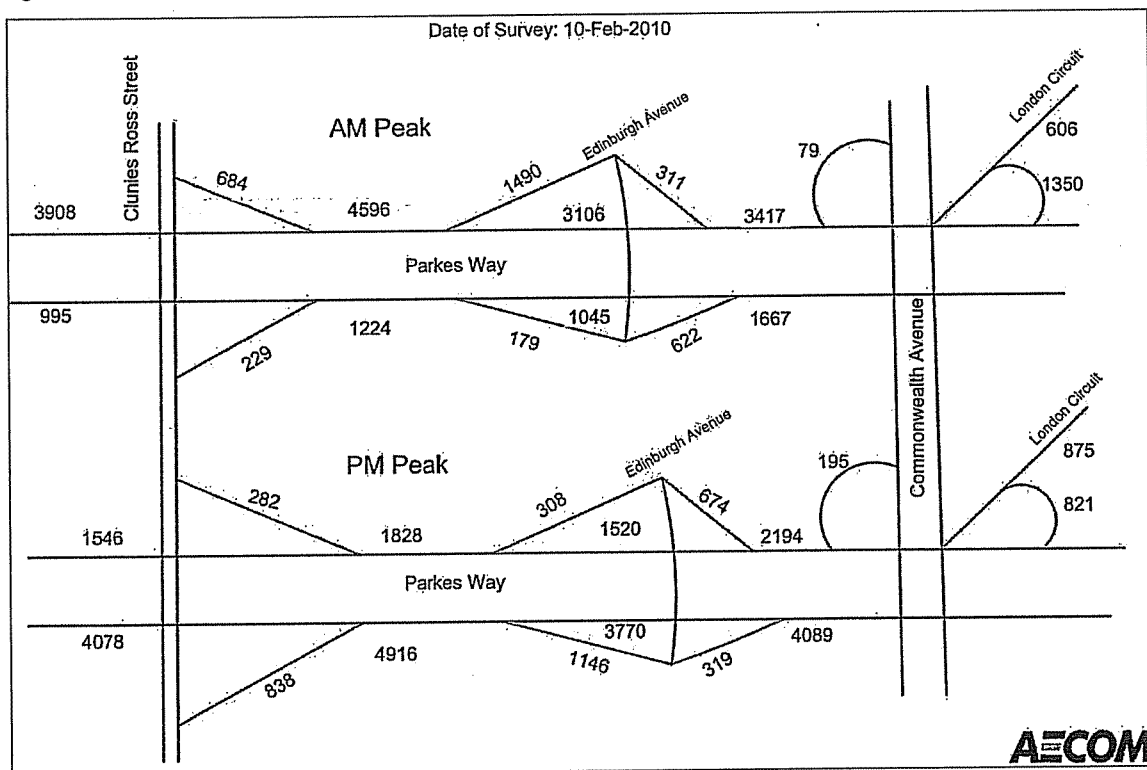 Date of Survey: 10-Feb-2010
Clunies Ross Street
AM Peak
Edinburgh Avenue
London Circuit
684
1490
311
79
606
1350
3908
4596
3106
3417
Parkes Way
995
1224
1045
1667
229
179
622
Commonwealth Avenue
PM Peak
Edinburgh Avenue
London Circuit
282
308
674
195
875
821
1546
1828
1520
2194
Parkes Way
4078
4916
3770
4089
838
1146
319
AECOM